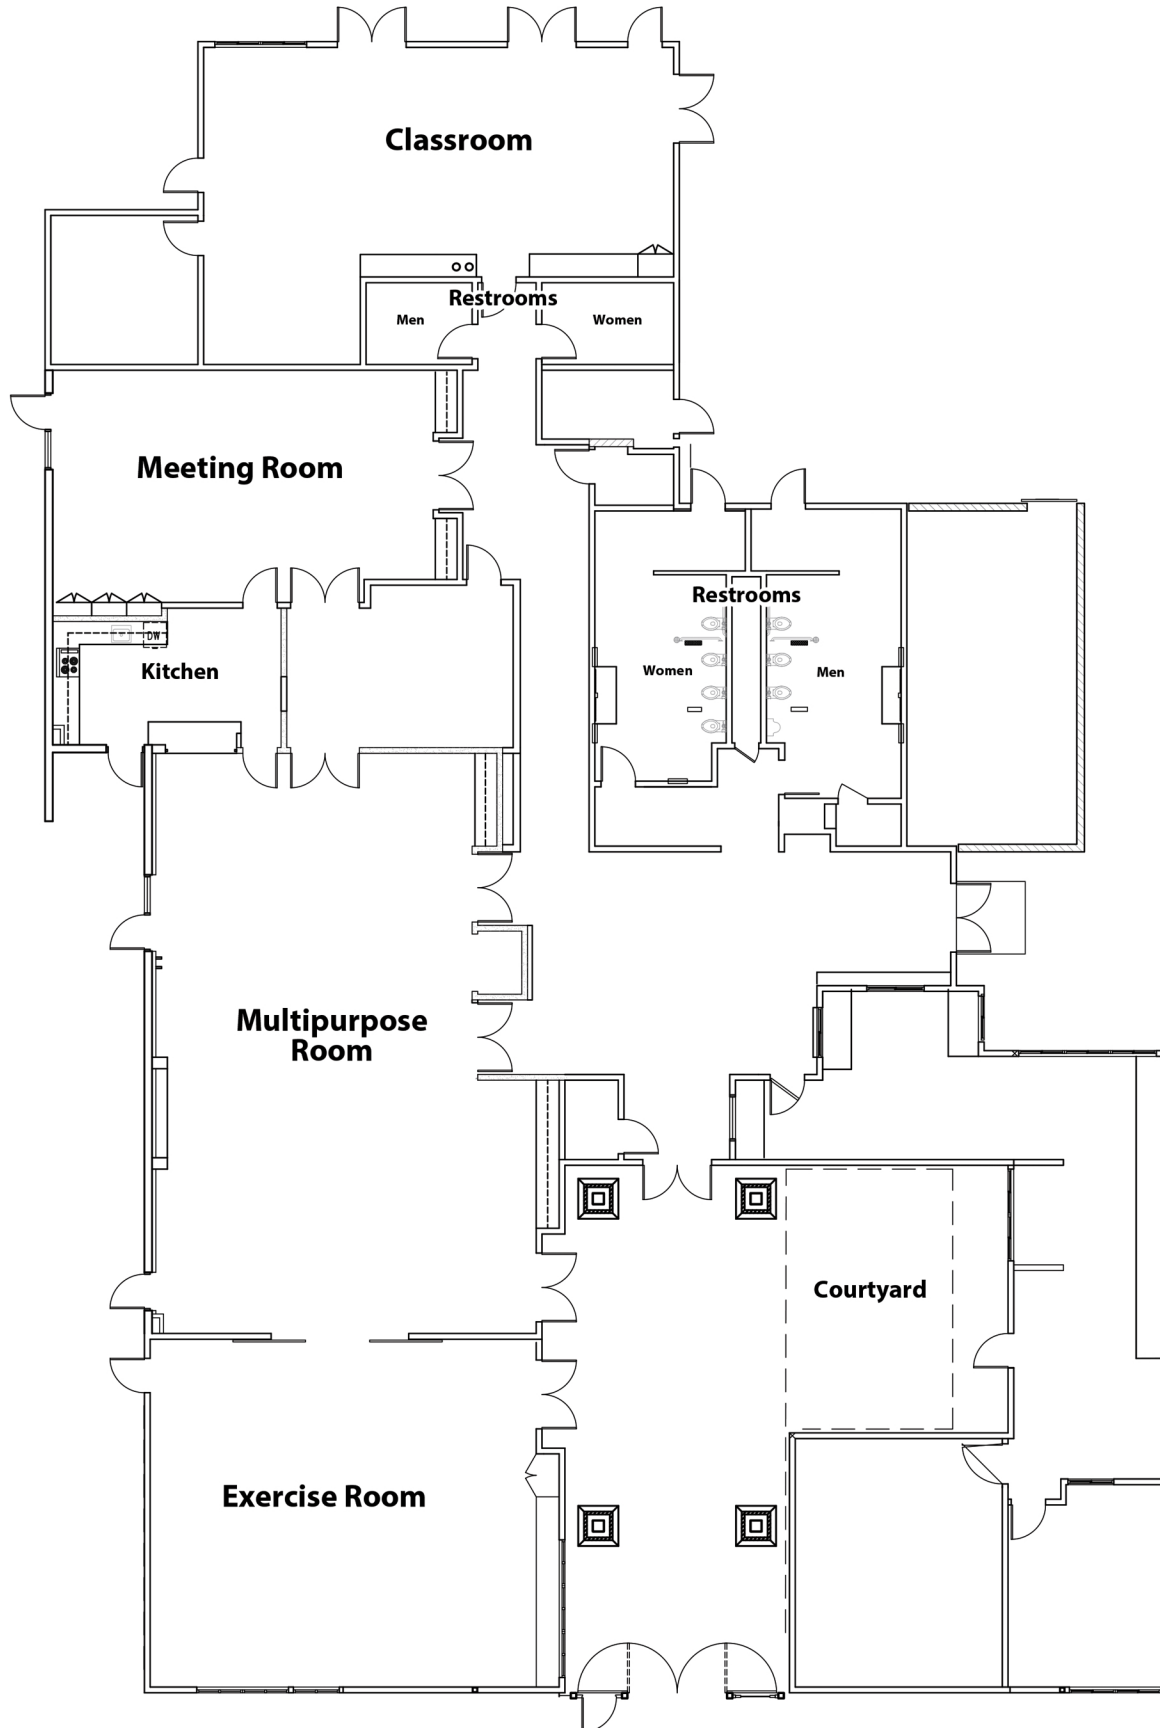 Classroom
Restrooms
Men
Women
Meeting Room
DW
Kitchen
Restrooms
Women
Men
Multipurpose
Room
Courtyard
Exercise Room